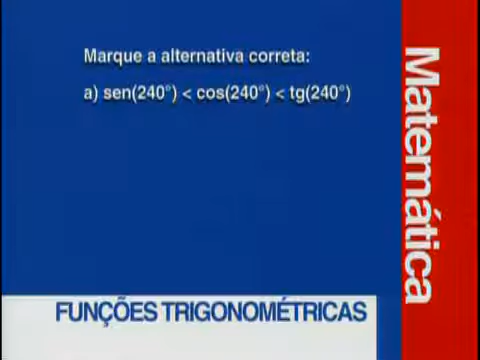 Marque a alternativa correta:
a) sen(240°) < cos(240°) < tg(240°)
Matemática
FUNÇÕES TRIGONOMÉTRICAS